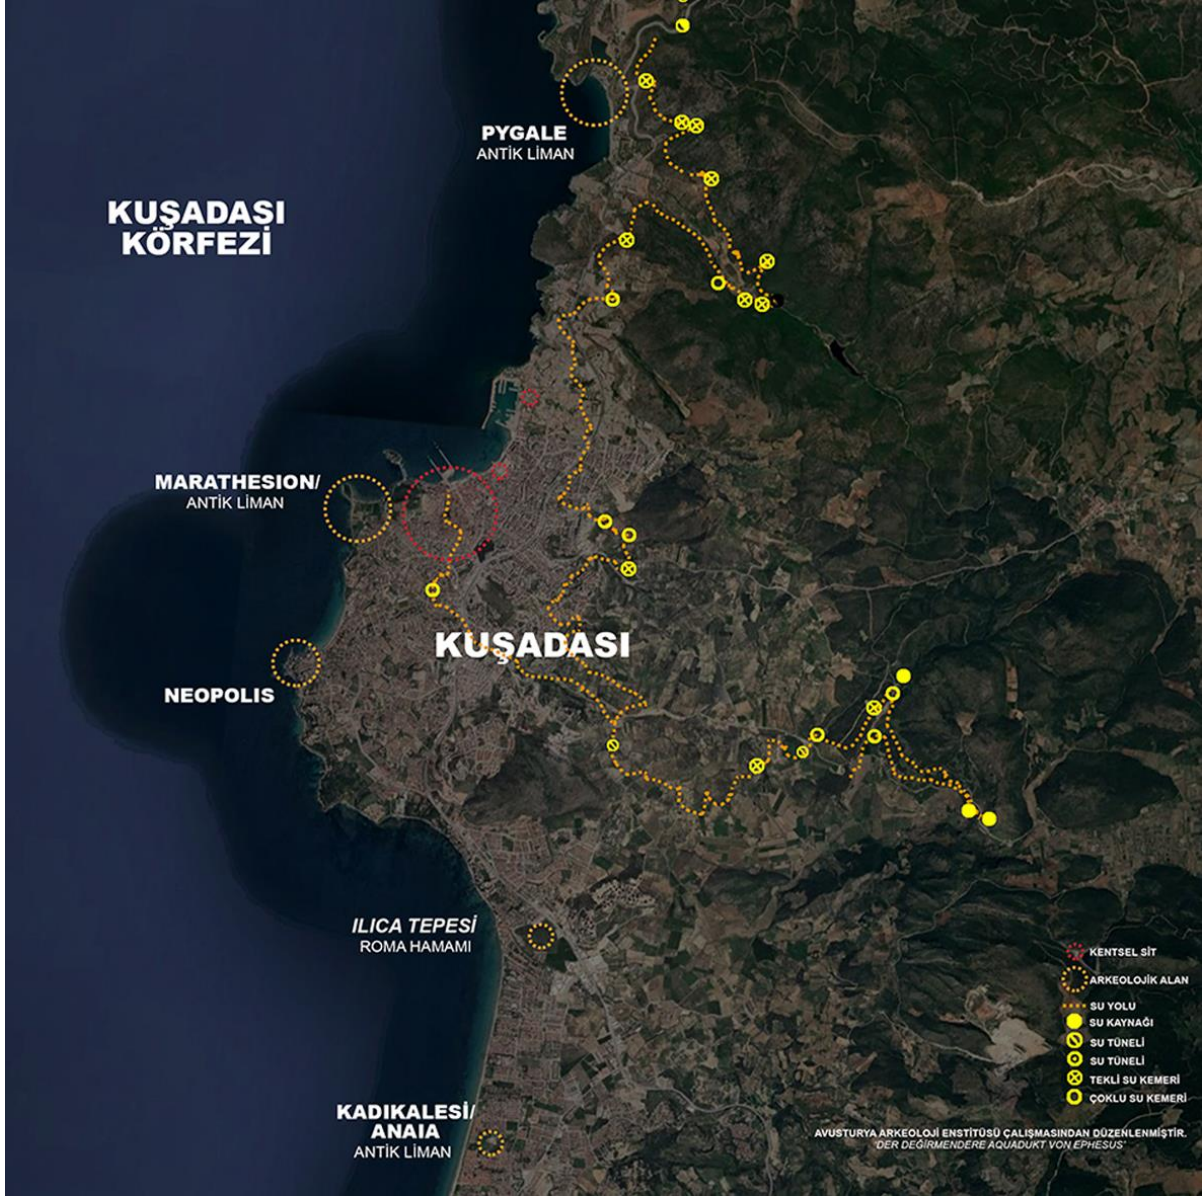 PYGALE
ANTİK LİMAN
KUŞADASI
KÖRFEZİ
MARATHESION/
ANTİK LİMAN
KUŞADASI
NEOPOLIS
ILICA TEPESİ
ROMA HAMAMI
KADIKALESİ/
ANAIA
ANTİK LİMAN
KENTSEL SİT
ARKEOLOJİK ALAN
SU YOLU
SU KAYNAĞI
SU TÜNELİ
SU TÜNELİ
TEKLİ SU KEMERİ
ÇOKLU SU KEMERİ
AVUSTURYA ARKEOLOJİ ENSTİTÜSÜ ÇALIŞMASINDAN DÜZENLENMİŞTİR.
'DER DEĞİRMENDERE AQUADUKT VON EPHESUS'